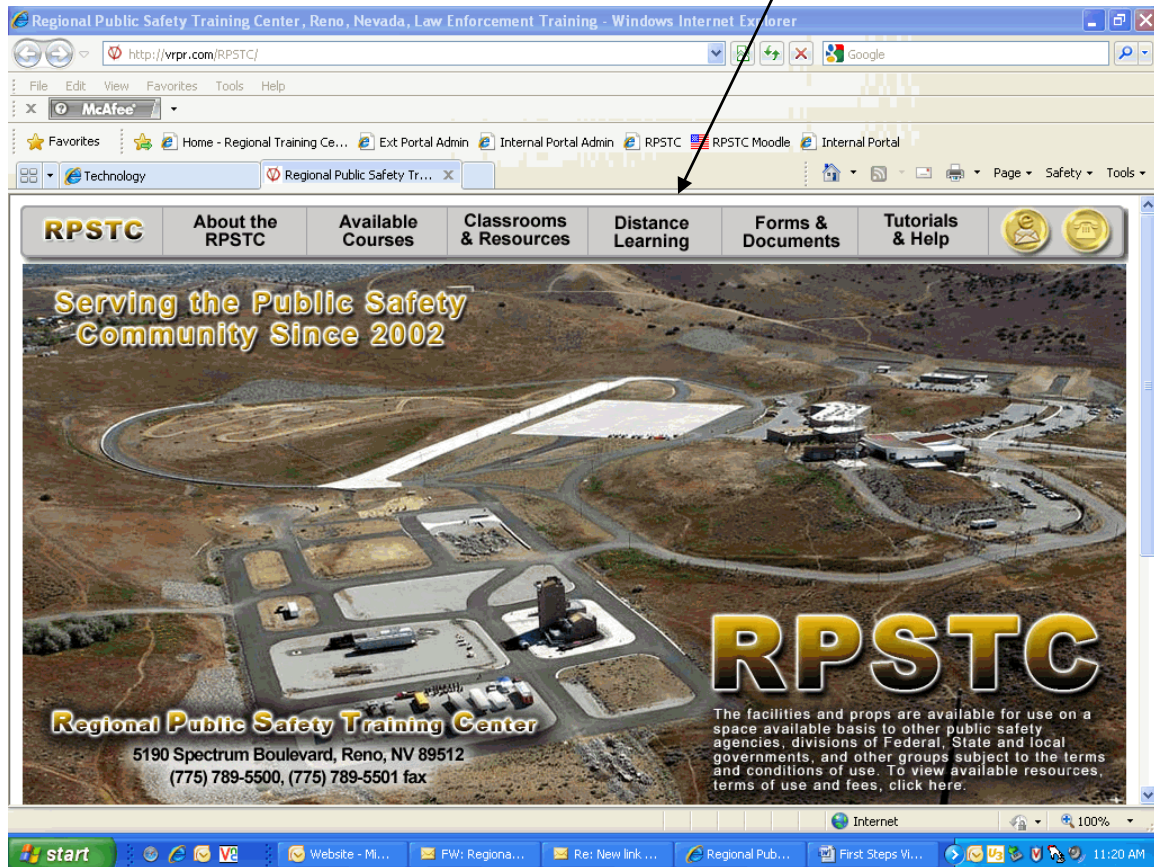 Regional Public Safety Training Center, Reno, Nevada, Law Enforcement Training - Windows Internet Explorer
http://vrpr.com/RPSTC/
Google
File Edit View Favorites Tools Help
x McAfee
Favorites Home - Regional Training Ce... Ext Portal Admin Internal Portal Admin RPSTC RPSTC Moodle Internal Portal
Technology Regional Public Safety Tr... X Page Safety Tools
RPSTC About the RPSTC Available Courses Classrooms & Resources Distance Learning Forms & Documents Tutorials & Help
Serving the Public Safety
Community Since 2002
RPSTC
Regional Public Safety Training Center
5190 Spectrum Boulevard, Reno, NV 89512
(775) 789-5500, (775) 789-5501 fax
The facilities and props are available for use on a
space available basis to other public safety
agencies, divisions of Federal, State and local
governments, and other groups subject to the terms
and conditions of use. To view available resources,
terms of use and fees, click here.
Internet 100%
start Website - Mi... FW: Regiona... Re: New link ... Regional Pub... First Steps Vi... 11:20 AM